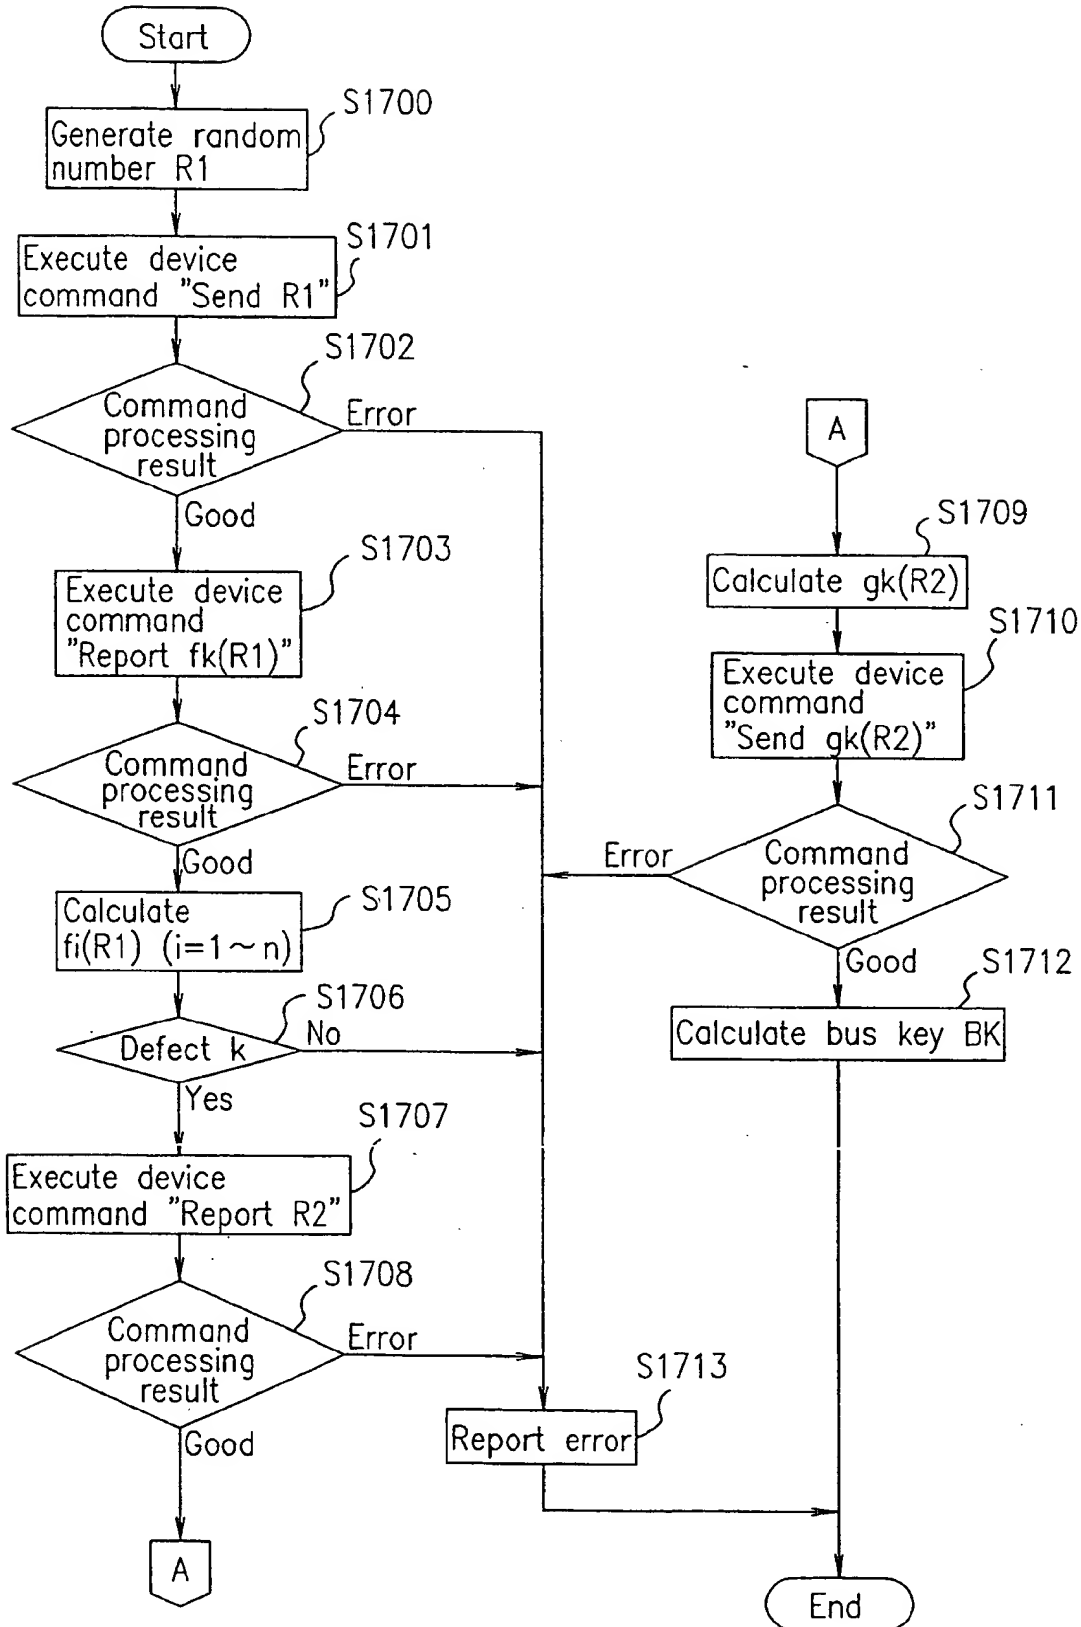 Start
S1700
Generate random
number R1
S1701
Execute device
command "Send R1"
S1702
Command
processing
result
Error
Good
S1703
Execute device
command
"Report fk(R1)"
S1704
Command
processing
result
Error
Good
S1705
Calculate
fi(R1) (i=1~n)
S1706
Defect k
No
Yes
S1707
Execute device
command "Report R2"
S1708
Command
processing
result
Error
Good
A
A
S1709
Calculate gk(R2)
S1710
Execute device
command
"Send gk(R2)"
S1711
Command
processing
result
Error
Good
S1712
Calculate bus key BK
S1713
Report error
End